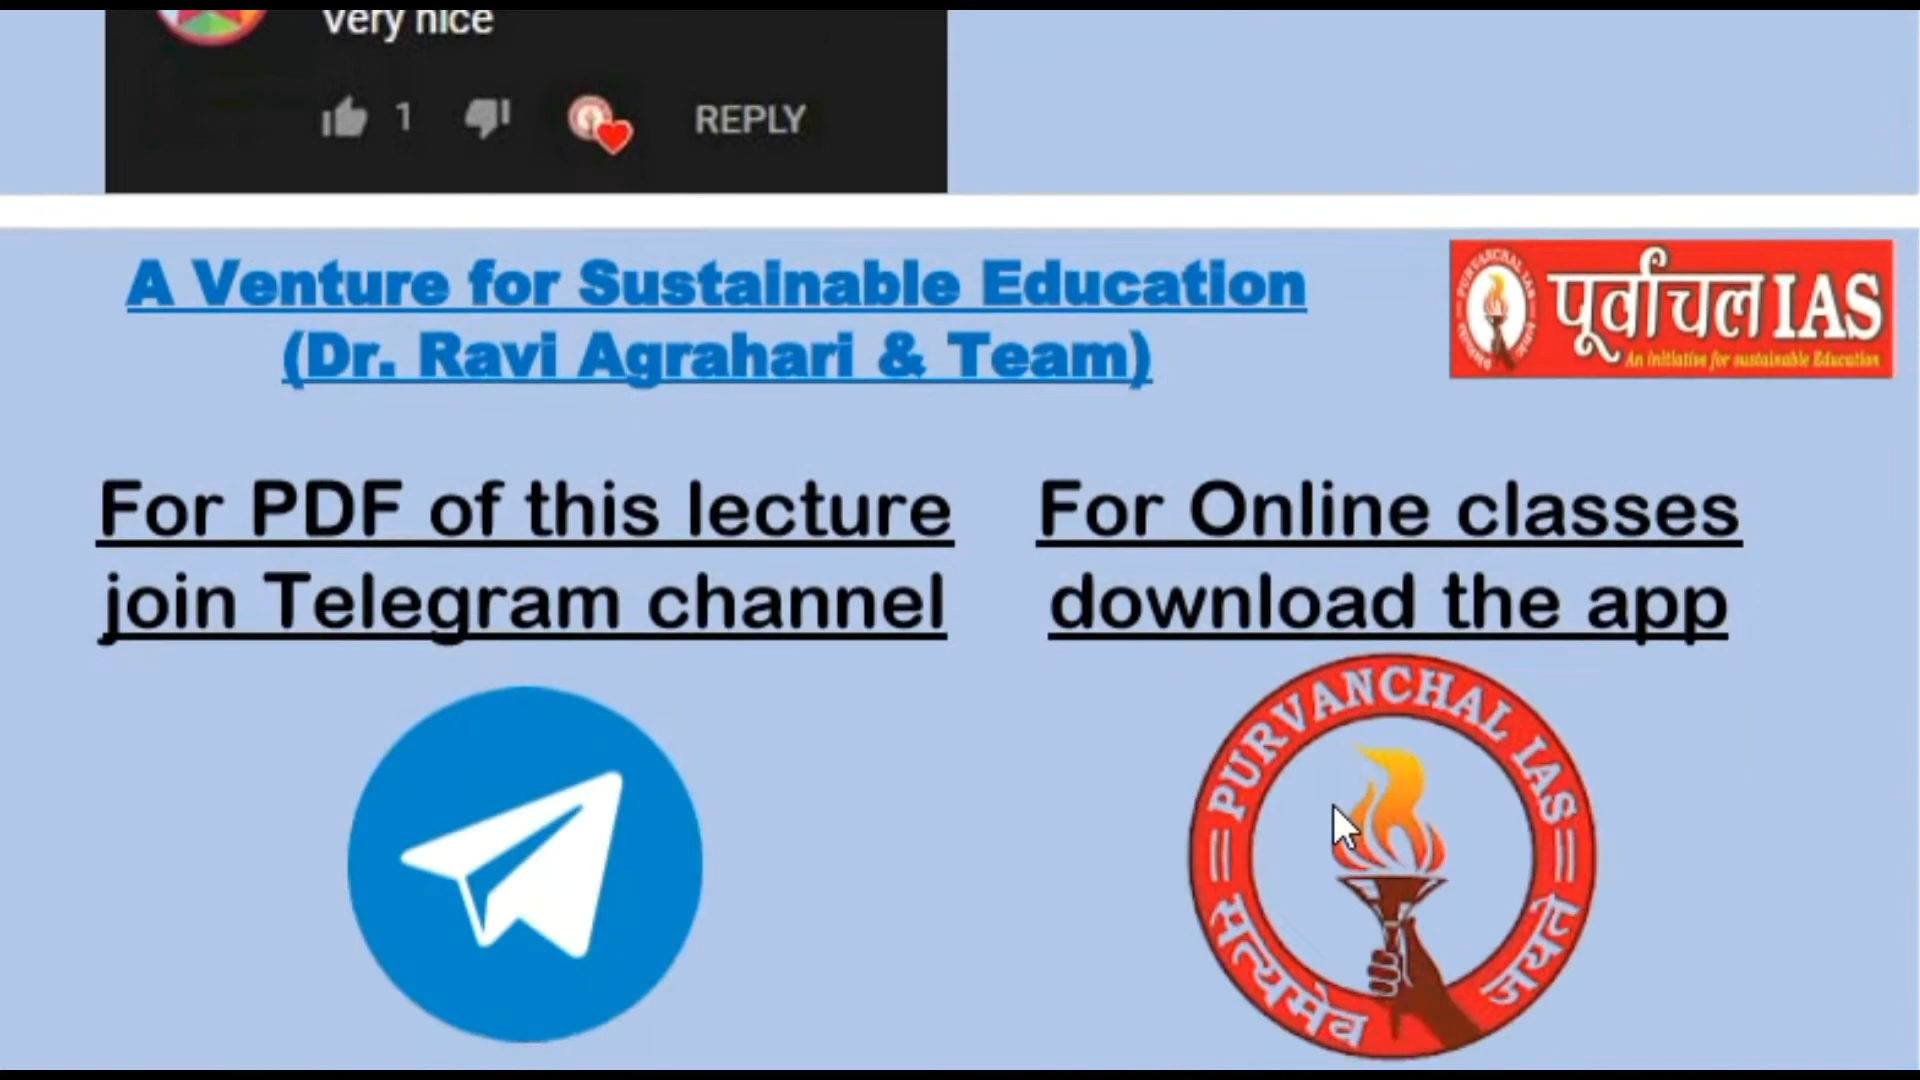 very nice
1
REPLY
A Venture for Sustainable Education
(Dr. Ravi Agrahari & Team)
PURVANCHAL IAS
पूर्वांचल IAS
An initiative for sustainable Education
For PDF of this lecture
join Telegram channel
For Online classes
download the app
PURVANCHAL IAS
सत्यमेव जयते